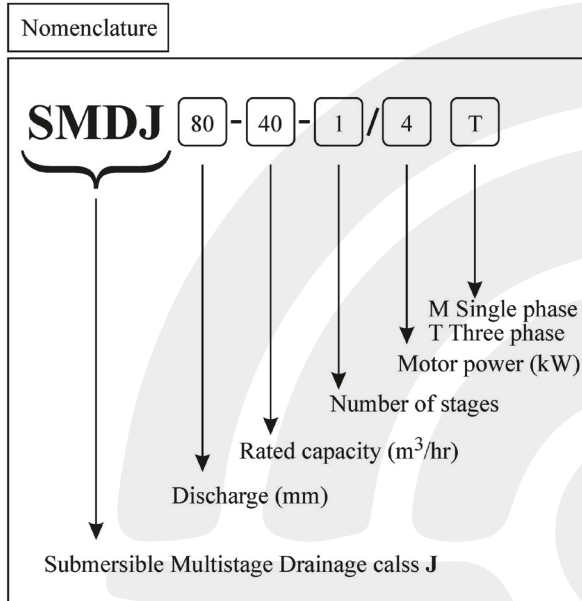 Nomenclature
SMDJ 80 - 40 - 1 / 4 T
M Single phase
T Three phase
Motor power (kW)
Number of stages
Rated capacity (m³/hr)
Discharge (mm)
Submersible Multistage Drainage calss J